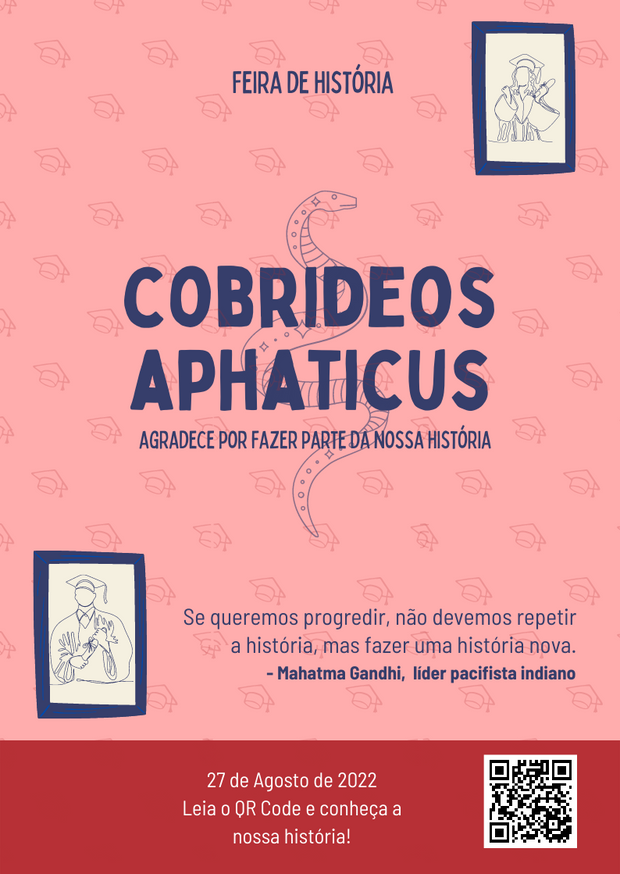 FEIRA DE HISTÓRIA
COBRIDEOS
APHATICUS
AGRADECE POR FAZER PARTE DA NOSSA HISTÓRIA
Se queremos progredir, não devemos repetir
a história, mas fazer uma história nova.
- Mahatma Gandhi, líder pacifista indiano
27 de Agosto de 2022
Leia o QR Code e conheça a
nossa história!